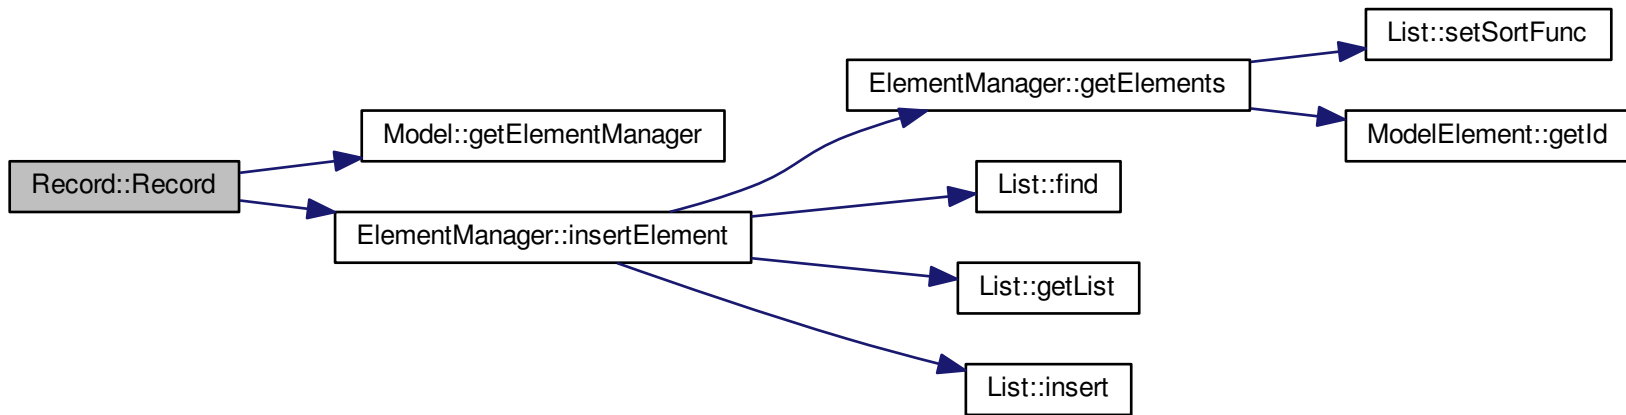 Record::Record
Model::getElementManager
ElementManager::insertElement
ElementManager::getElements
List::find
List::getList
List::insert
List::setSortFunc
ModelElement::getId